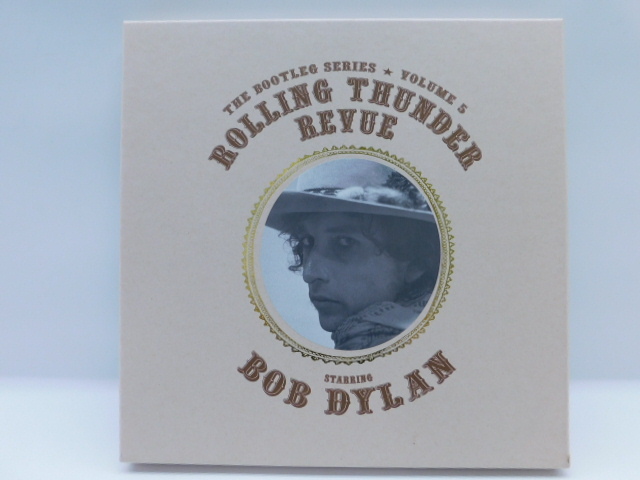 THE BOOTLEG SERIES ★ VOLUME 5
ROLLING THUNDER
REVUE
STARRING
BOB DYLAN